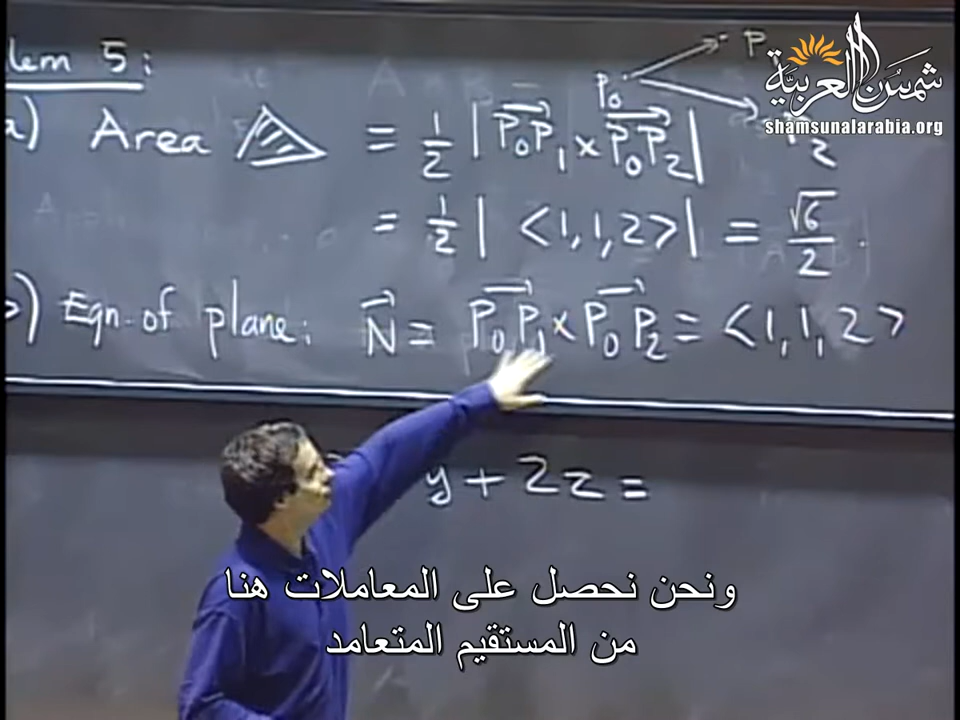 lem 5:
P₀ P
شمس العربية
shamsunalarabia.org
a) Area = 1/2 |P₀P₁ × P₀P₂|
= 1/2 | <1,1,2>| = √6/2
) Eqn. of plane: N = P₀P₁ × P₀P₂ = <1,1,2>
y + 2z =
ونحن نحصل على المعاملات هنا
من المستقيم المتعامد